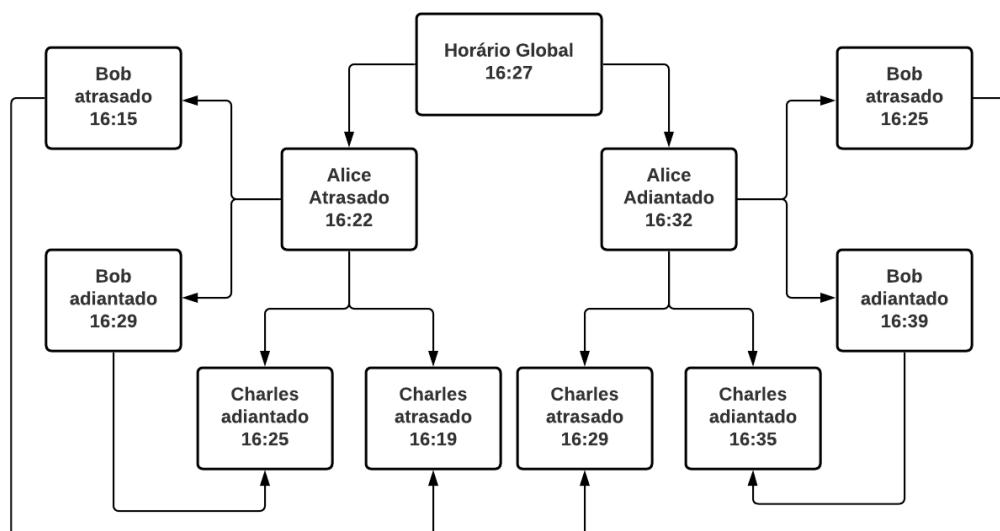 Horário Global
16:27
Bob
atrasado
16:15
Bob
atrasado
16:25
Alice
Atrasado
16:22
Alice
Adiantado
16:32
Bob
adiantado
16:29
Bob
adiantado
16:39
Charles
adiantado
16:25
Charles
atrasado
16:19
Charles
atrasado
16:29
Charles
adiantado
16:35